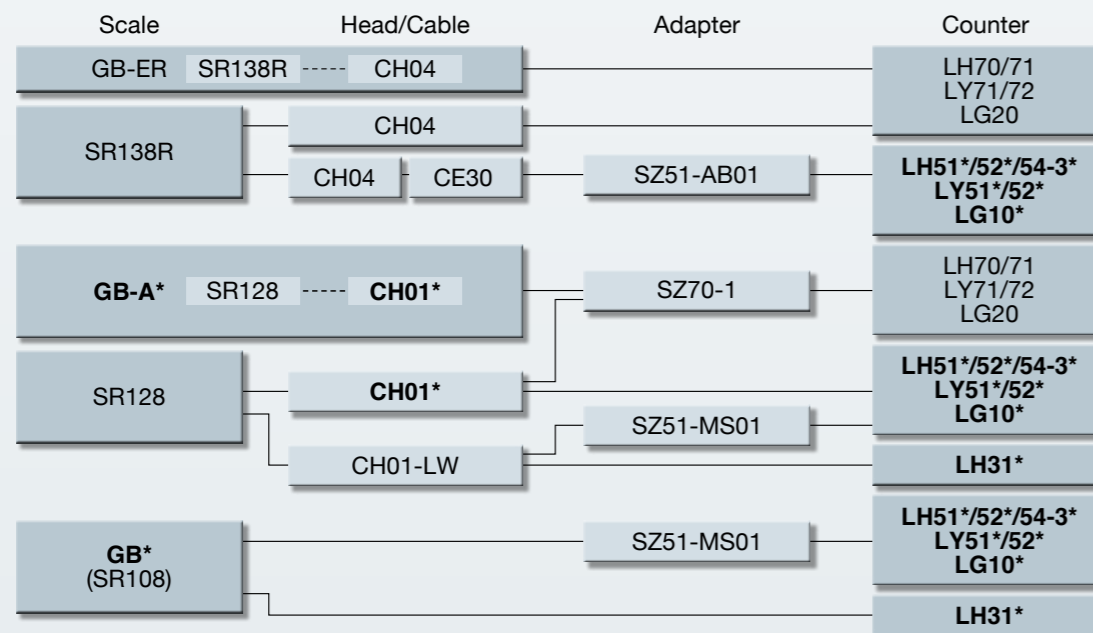 Scale Head/Cable Adapter Counter
GB-ER SR138R CH04
LH70/71
LY71/72
LG20
SR138R
CH04
CH04 CE30
SZ51-AB01
LH51*/52*/54-3*
LY51*/52*
LG10*
GB-A* SR128 CH01*
SZ70-1
LH70/71
LY71/72
LG20
SR128
CH01*
LH51*/52*/54-3*
LY51*/52*
LG10*
SZ51-MS01
CH01-LW
LH31*
GB*
(SR108)
SZ51-MS01
LH51*/52*/54-3*
LY51*/52*
LG10*
LH31*